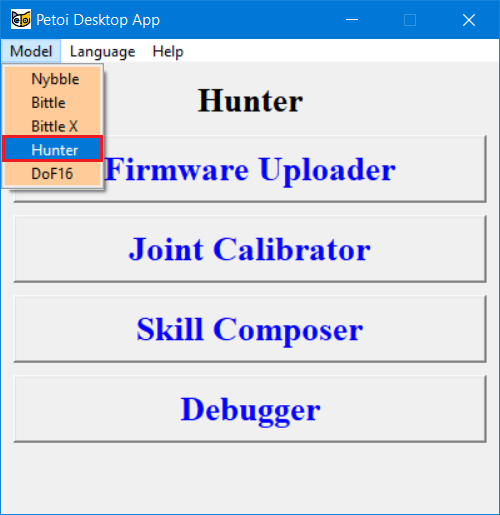 Petoi Desktop App
Model Language Help
Nybble
Bittle
Bittle X
Hunter
DoF16
Hunter
Firmware Uploader
Joint Calibrator
Skill Composer
Debugger